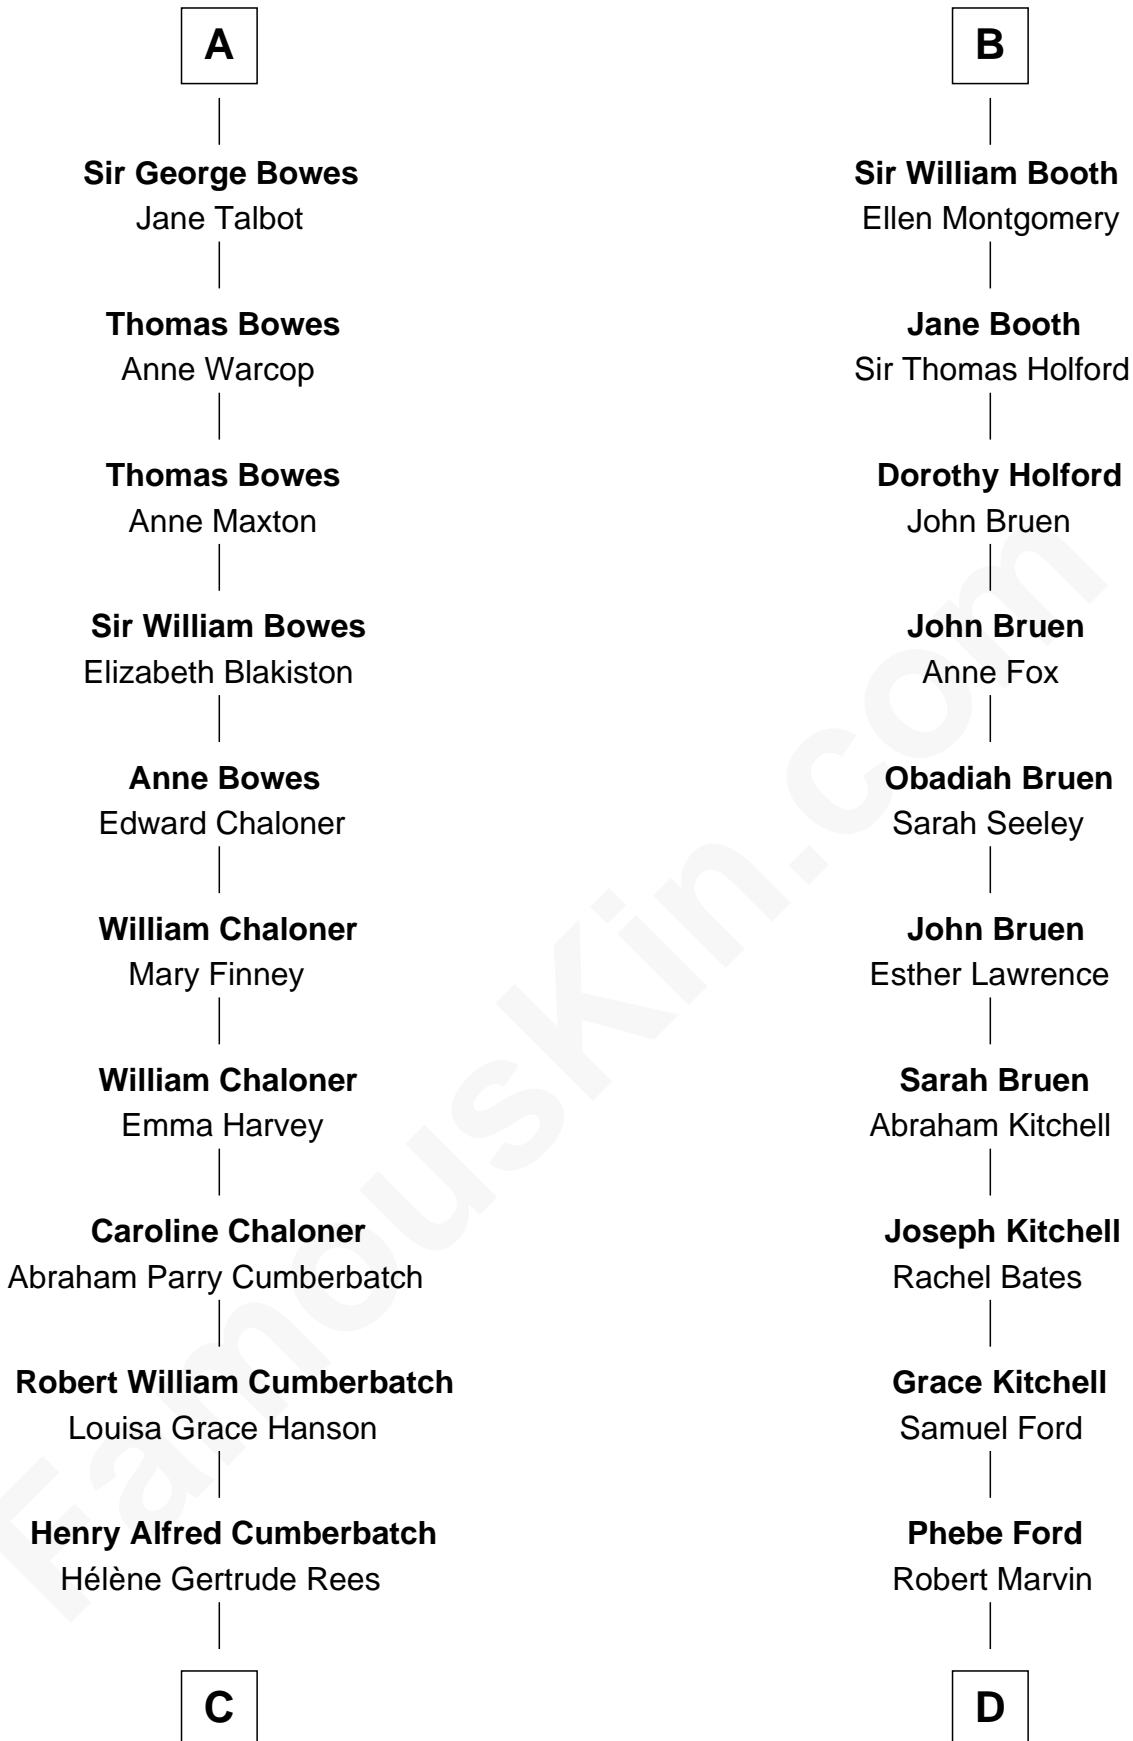 A
Sir George Bowes
Jane Talbot
Thomas Bowes
Anne Warcop
Thomas Bowes
Anne Maxton
Sir William Bowes
Elizabeth Blakiston
Anne Bowes
Edward Chaloner
William Chaloner
Mary Finney
William Chaloner
Emma Harvey
Caroline Chaloner
Abraham Parry Cumberbatch
Robert William Cumberbatch
Louisa Grace Hanson
Henry Alfred Cumberbatch
Hélène Gertrude Rees
C
B
Sir William Booth
Ellen Montgomery
Jane Booth
Sir Thomas Holford
Dorothy Holford
John Bruen
John Bruen
Anne Fox
Obadiah Bruen
Sarah Seeley
John Bruen
Esther Lawrence
Sarah Bruen
Abraham Kitchell
Joseph Kitchell
Rachel Bates
Grace Kitchell
Samuel Ford
Phebe Ford
Robert Marvin
D
FamousKin.com